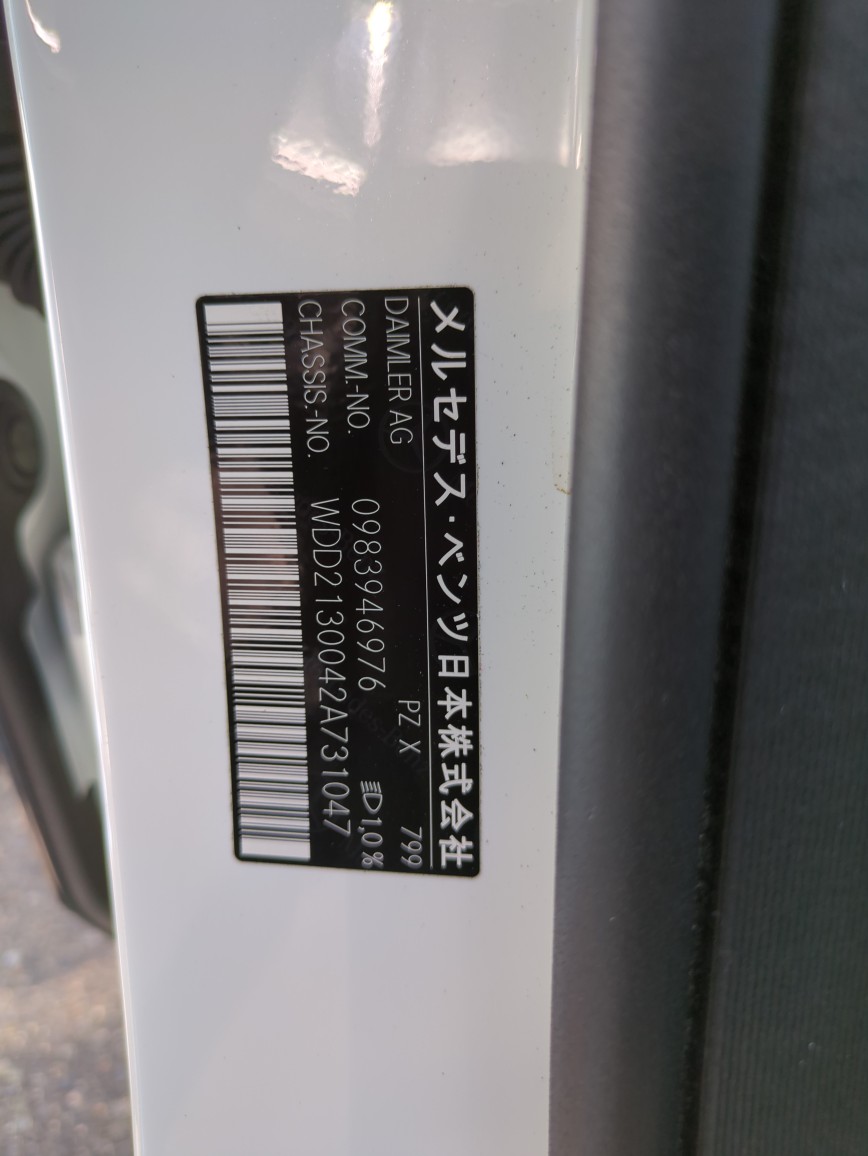 メルセデス・ベンツ日本株式会社
DAIMLER AG PZ X 799
COMM.-NO. 0983946976 1,0%
CHASSIS.-NO. WDD2130042A731047